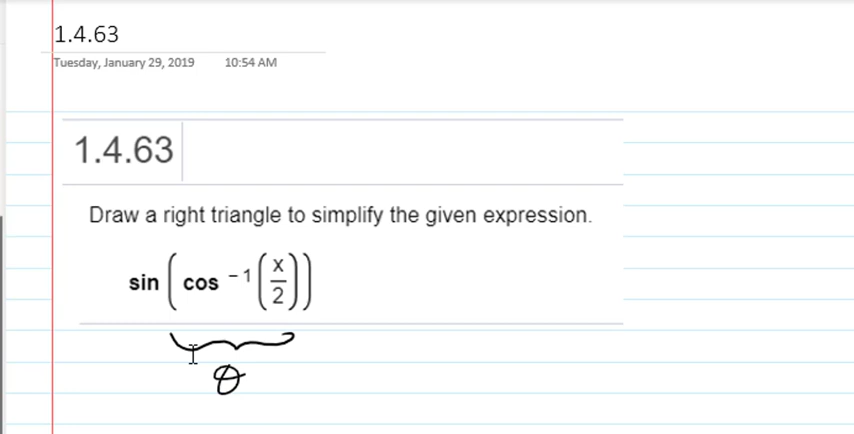 1.4.63
Tuesday, January 29, 2019 10:54 AM
1.4.63
Draw a right triangle to simplify the given expression.
sin(cos⁻¹(x/2))
θ